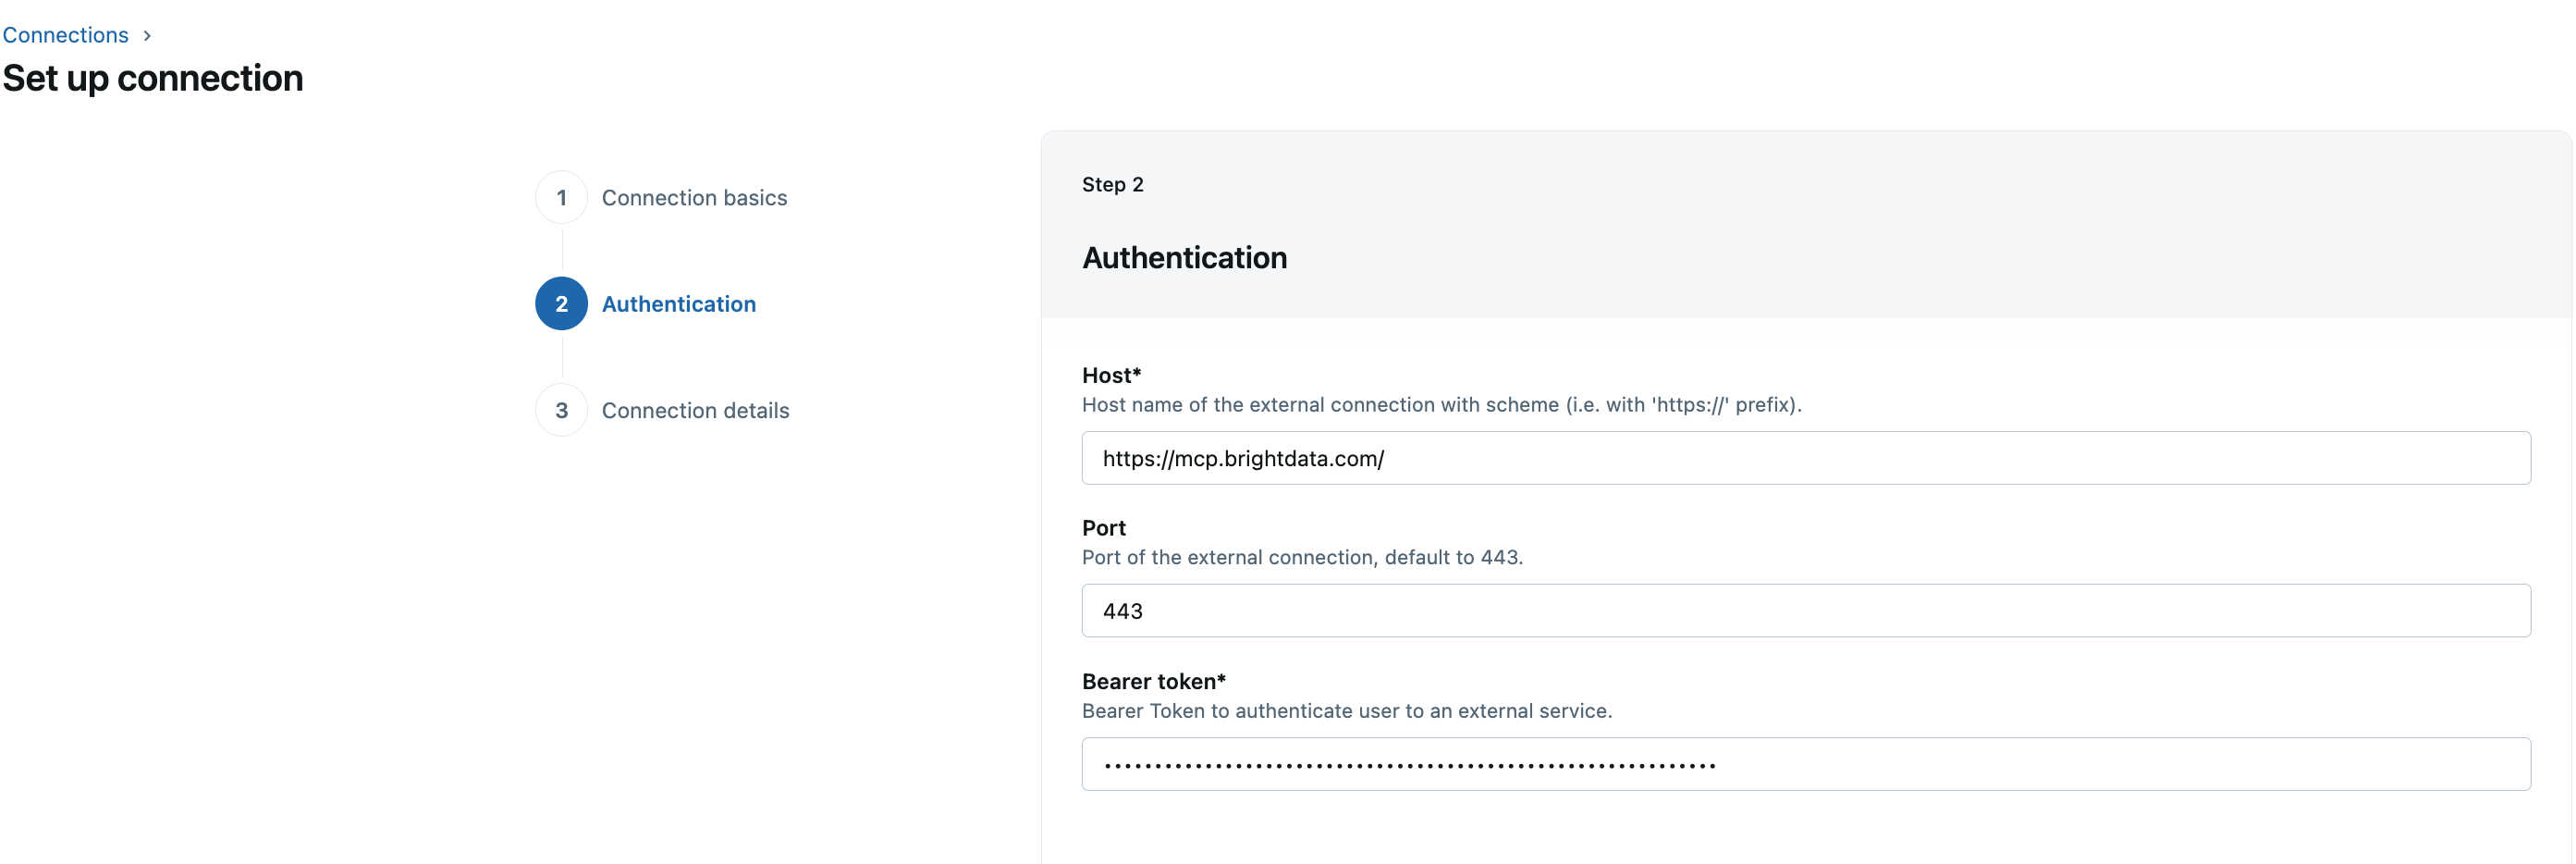 Connections >
Set up connection
1 Connection basics
2 Authentication
3 Connection details
Step 2
Authentication
Host*
Host name of the external connection with scheme (i.e. with 'https://' prefix).
https://mcp.brightdata.com/
Port
Port of the external connection, default to 443.
443
Bearer token*
Bearer Token to authenticate user to an external service.